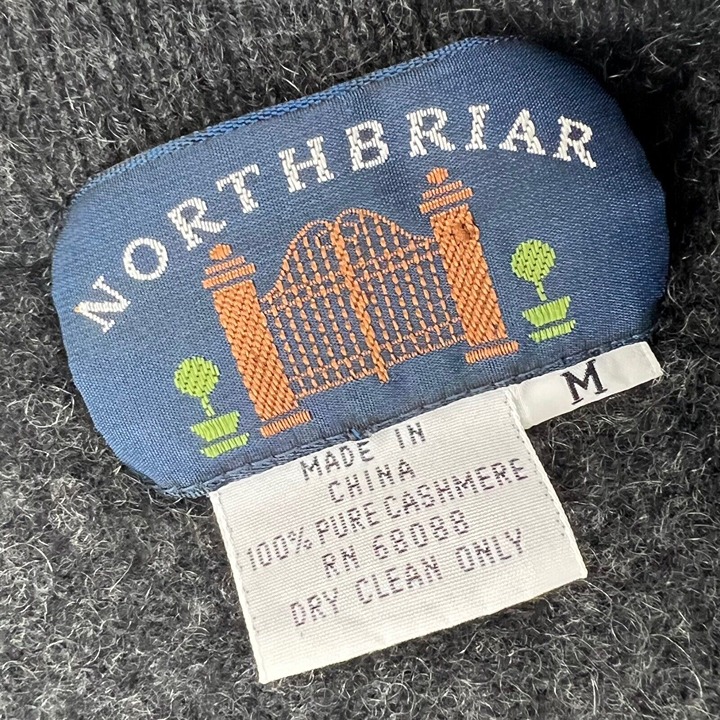 NORTHBRIAR
M
MADE IN
CHINA
100% PURE CASHMERE
RN 68088
DRY CLEAN ONLY